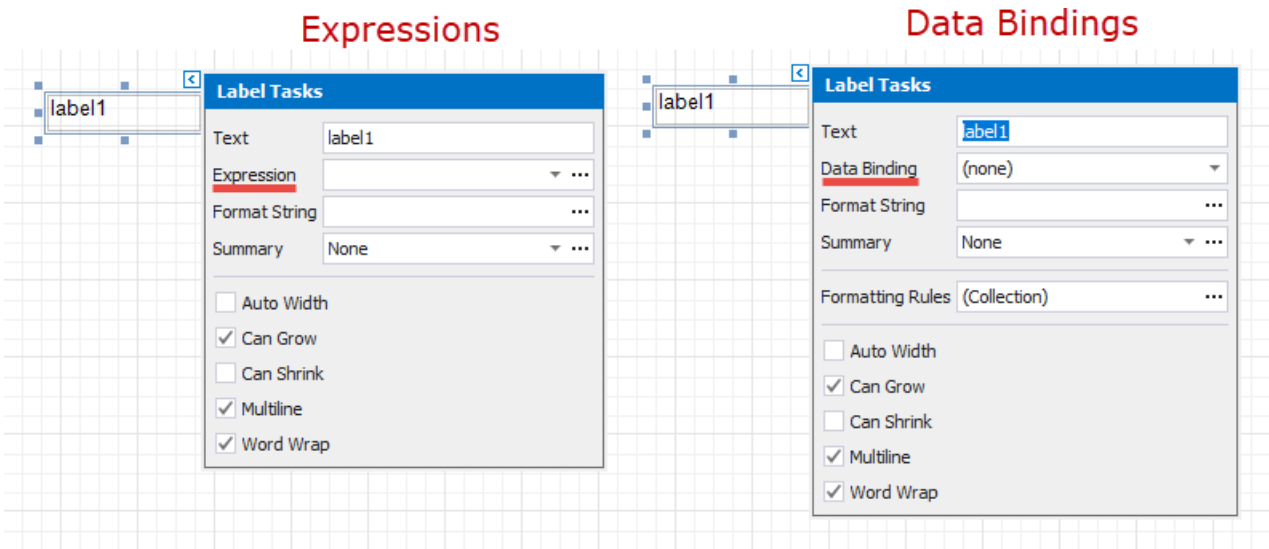 Expressions
label1
Label Tasks
Text label1
Expression
Format String
Summary None
Auto Width
Can Grow
Can Shrink
Multiline
Word Wrap
Data Bindings
label1
Label Tasks
Text label1
Data Binding (none)
Format String
Summary None
Formatting Rules (Collection)
Auto Width
Can Grow
Can Shrink
Multiline
Word Wrap